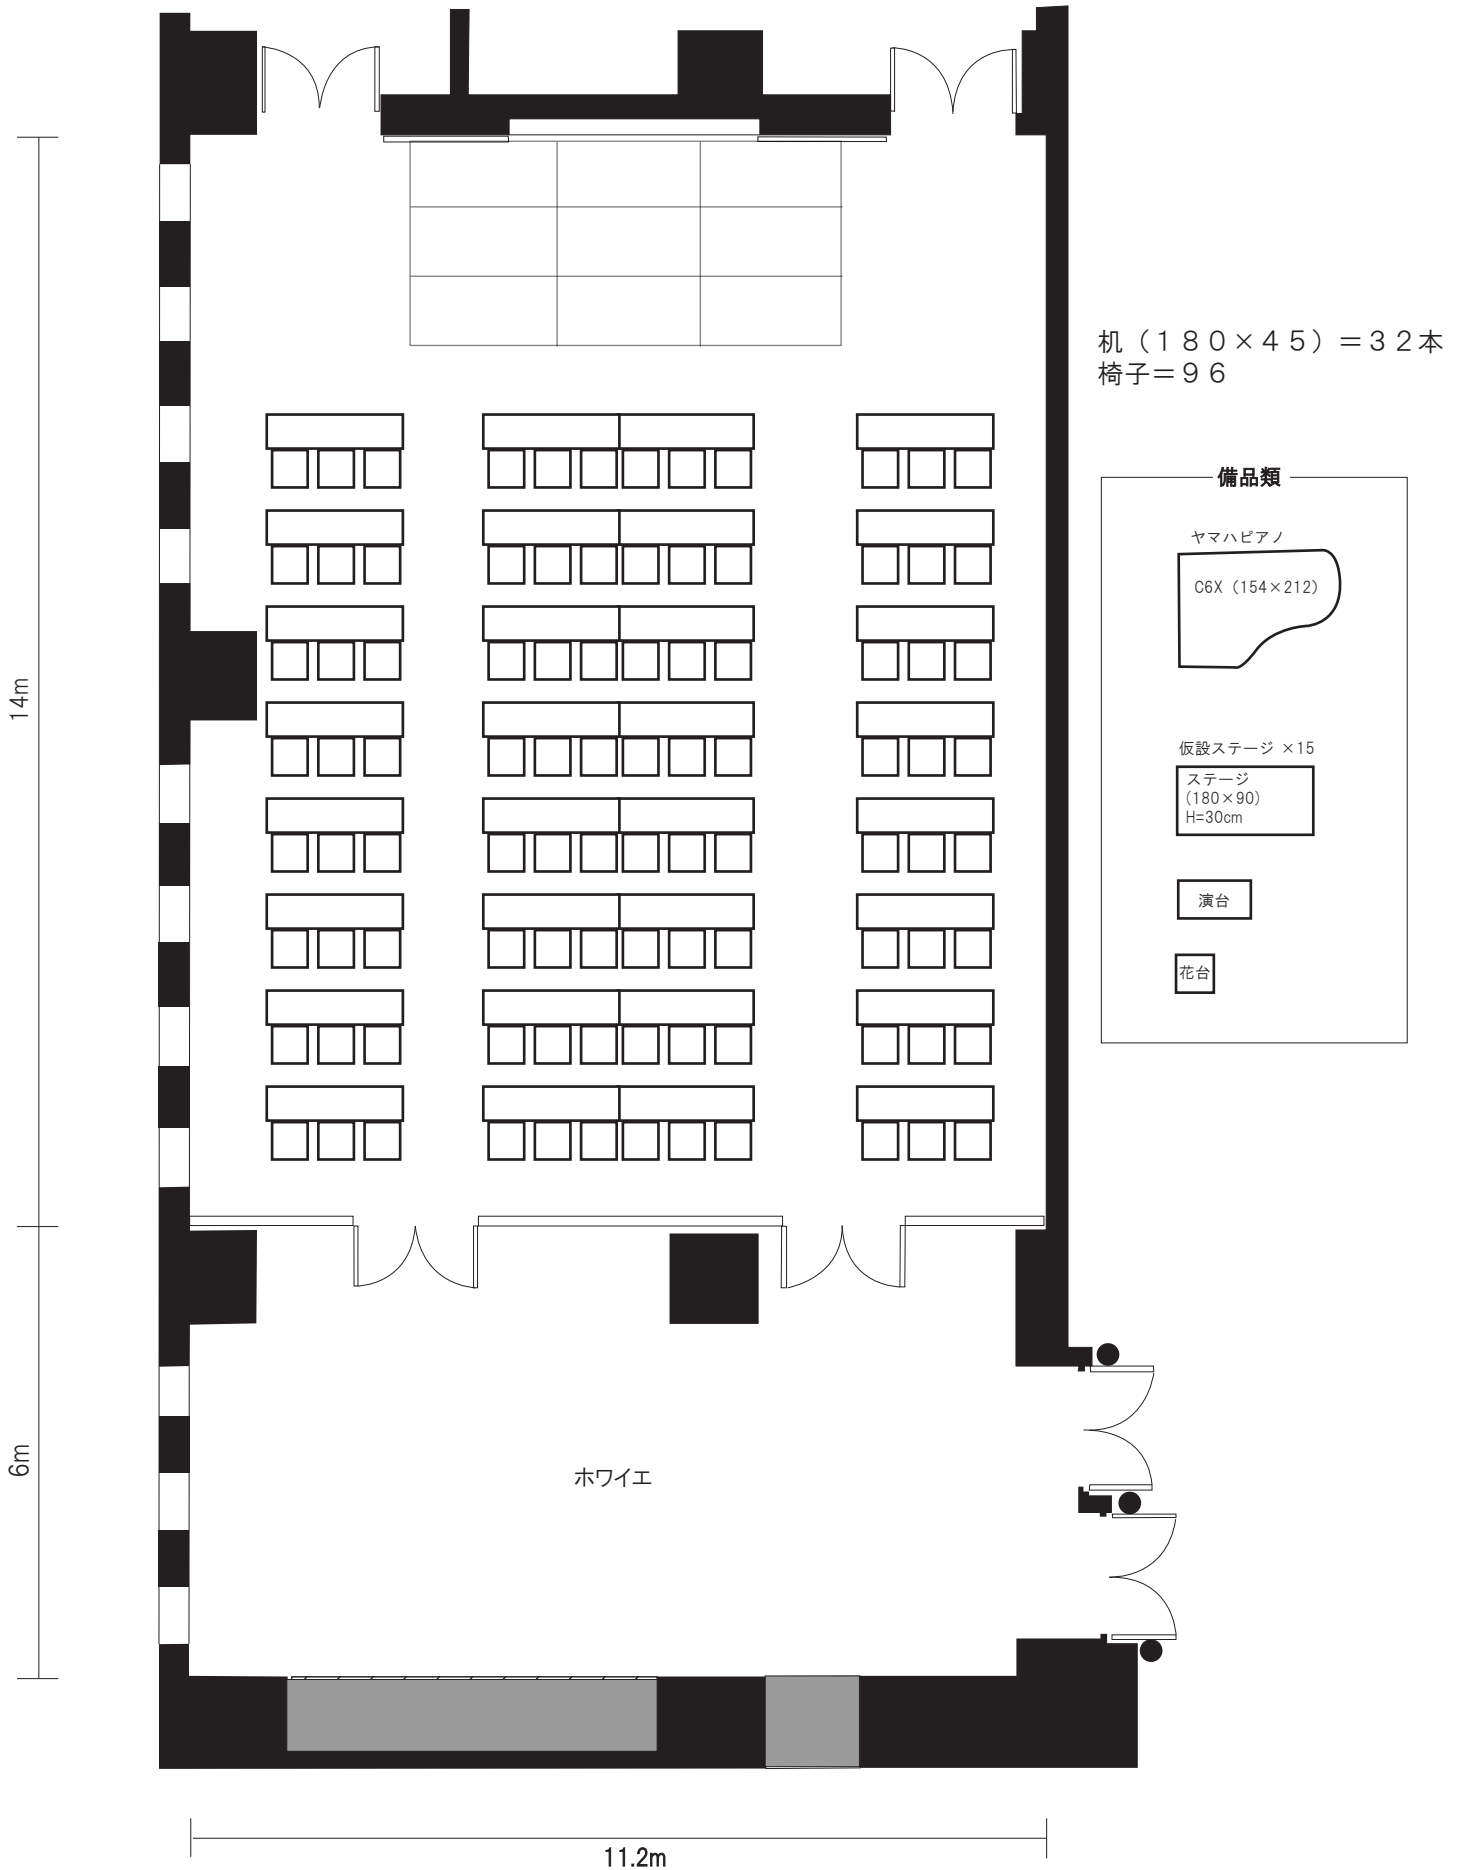 机（１８０×４５）＝３２本
椅子＝９６
備品類
ヤマハピアノ
C6X（154×212）
仮設ステージ ×15
ステージ
(180×90)
H=30cm
演台
花台
14m
6m
ホワイエ
11.2m